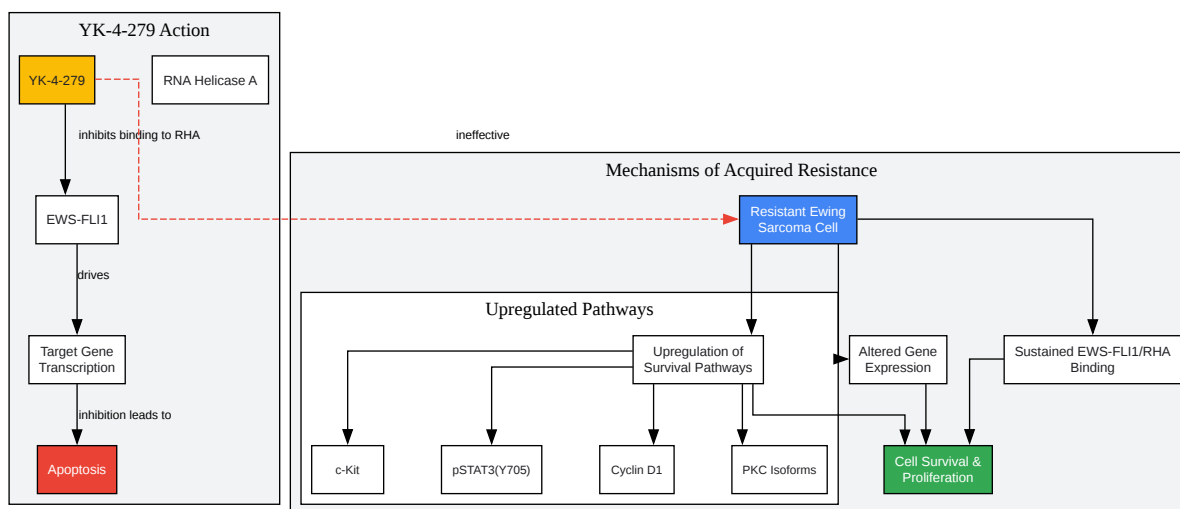 YK-4-279 Action
YK-4-279
RNA Helicase A
inhibits binding to RHA
ineffective
Mechanisms of Acquired Resistance
EWS-FLI1
Resistant Ewing
Sarcoma Cell
drives
Upregulated Pathways
Target Gene
Transcription
Upregulation of
Survival Pathways
Altered Gene
Expression
Sustained EWS-FLI1/RHA
Binding
inhibition leads to
Apoptosis
c-Kit
pSTAT3(Y705)
Cyclin D1
PKC Isoforms
Cell Survival &
Proliferation